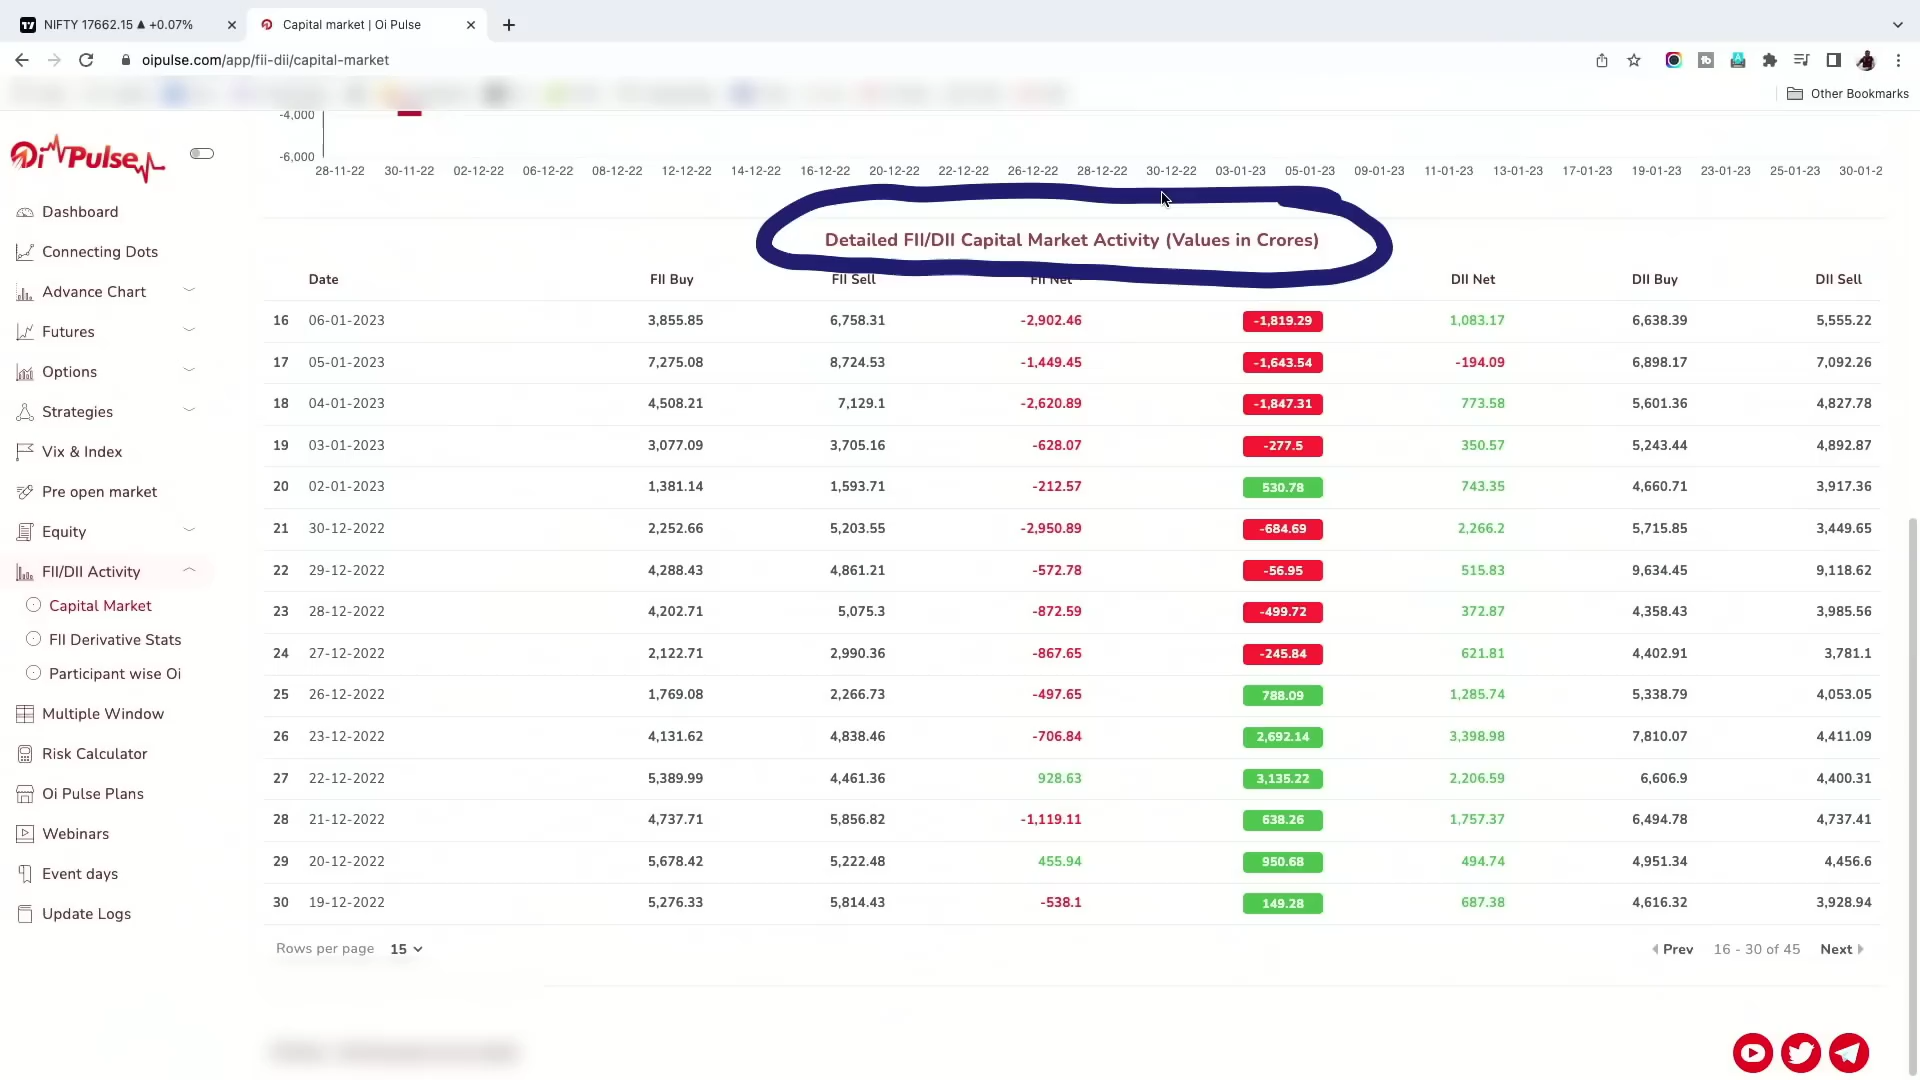 NIFTY 17662.15 ▲ +0.07%
Capital market | Oi Pulse
oipulse.com/app/fii-dii/capital-market
Other Bookmarks
Oi Pulse
Dashboard
Connecting Dots
Advance Chart
Futures
Options
Strategies
Vix & Index
Pre open market
Equity
FII/DII Activity
Capital Market
FII Derivative Stats
Participant wise Oi
Multiple Window
Risk Calculator
Oi Pulse Plans
Webinars
Event days
Update Logs
-4,000
-6,000
28-11-22 30-11-22 02-12-22 06-12-22 08-12-22 12-12-22 14-12-22 16-12-22 20-12-22 22-12-22 26-12-22 28-12-22 30-12-22 03-01-23 05-01-23 09-01-23 11-01-23 13-01-23 17-01-23 19-01-23 23-01-23 25-01-23 30-01-2
Detailed FII/DII Capital Market Activity (Values in Crores)
Date FII Buy FII Sell FII Net DII Net DII Buy DII Sell
16 06-01-2023 3,855.85 6,758.31 -2,902.46 -1,819.29 1,083.17 6,638.39 5,555.22
17 05-01-2023 7,275.08 8,724.53 -1,449.45 -1,643.54 -194.09 6,898.17 7,092.26
18 04-01-2023 4,508.21 7,129.1 -2,620.89 -1,847.31 773.58 5,601.36 4,827.78
19 03-01-2023 3,077.09 3,705.16 -628.07 -277.5 350.57 5,243.44 4,892.87
20 02-01-2023 1,381.14 1,593.71 -212.57 530.78 743.35 4,660.71 3,917.36
21 30-12-2022 2,252.66 5,203.55 -2,950.89 -684.69 2,266.2 5,715.85 3,449.65
22 29-12-2022 4,288.43 4,861.21 -572.78 -56.95 515.83 9,634.45 9,118.62
23 28-12-2022 4,202.71 5,075.3 -872.59 -499.72 372.87 4,358.43 3,985.56
24 27-12-2022 2,122.71 2,990.36 -867.65 -245.84 621.81 4,402.91 3,781.1
25 26-12-2022 1,769.08 2,266.73 -497.65 788.09 1,285.74 5,338.79 4,053.05
26 23-12-2022 4,131.62 4,838.46 -706.84 2,692.14 3,398.98 7,810.07 4,411.09
27 22-12-2022 5,389.99 4,461.36 928.63 3,135.22 2,206.59 6,606.9 4,400.31
28 21-12-2022 4,737.71 5,856.82 -1,119.11 638.26 1,757.37 6,494.78 4,737.41
29 20-12-2022 5,678.42 5,222.48 455.94 950.68 494.74 4,951.34 4,456.6
30 19-12-2022 5,276.33 5,814.43 -538.1 149.28 687.38 4,616.32 3,928.94
Rows per page 15
Prev 16 - 30 of 45 Next